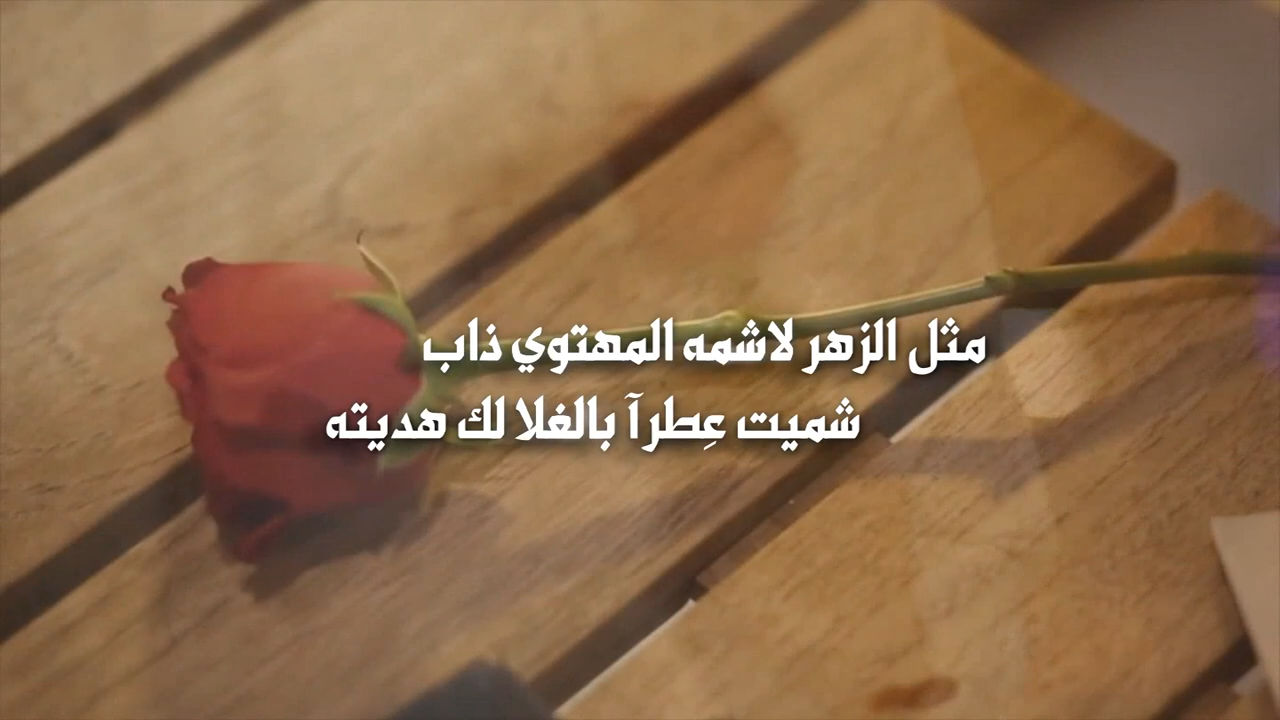 مثل الزهر لاشمه المهتوي ذاب
شميت عِطرآ بالغلا لك هديته